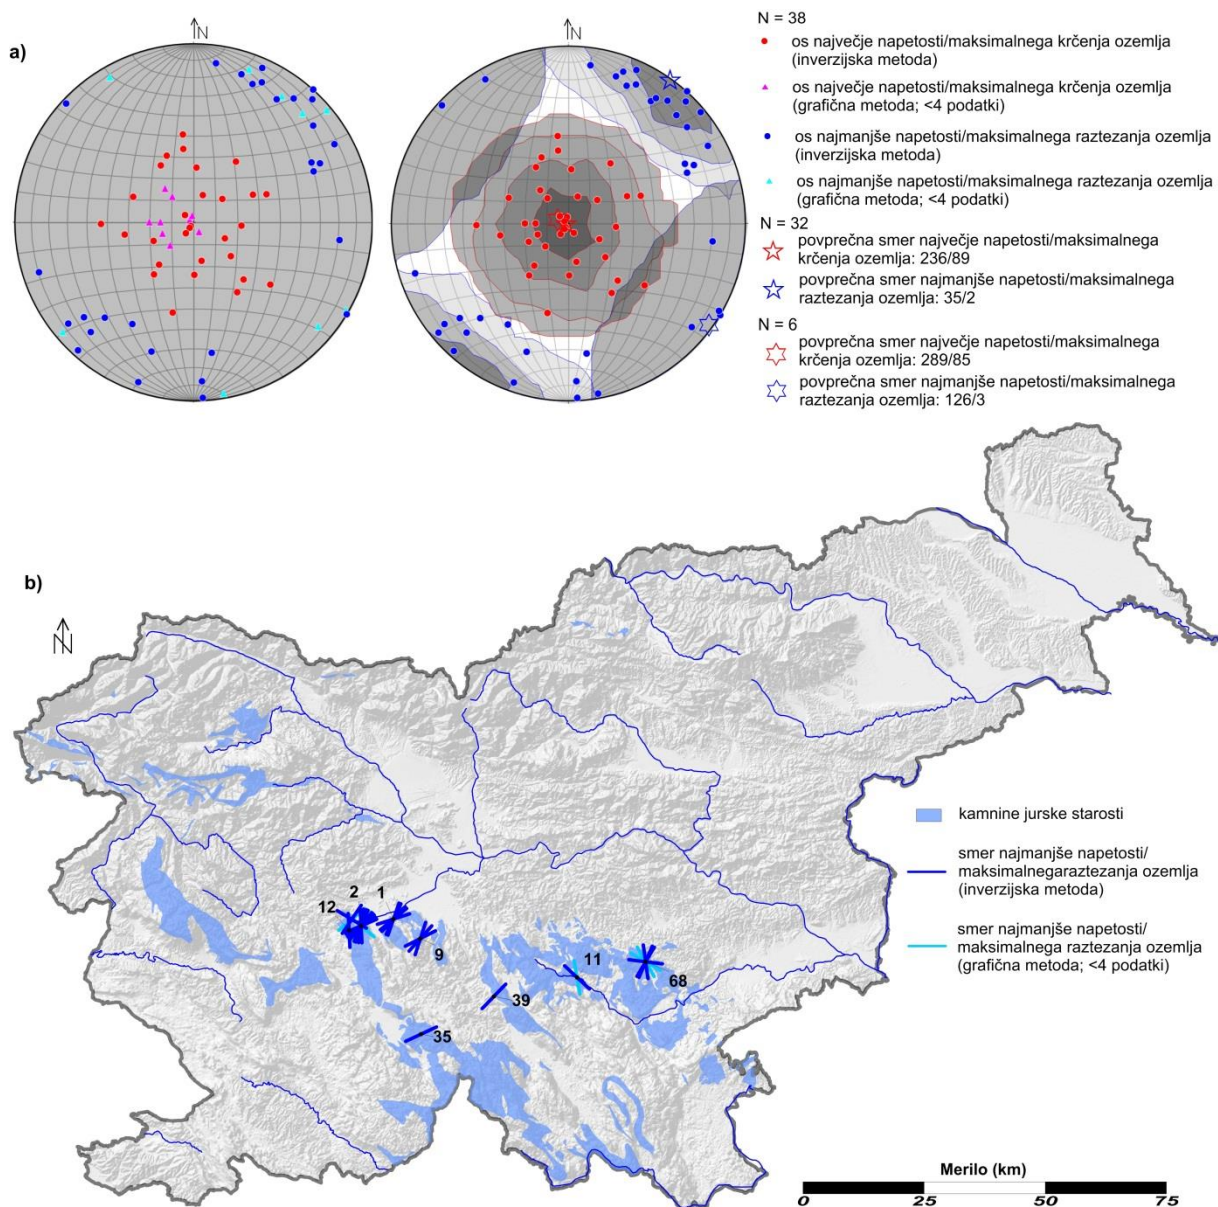 a)
N
N
N = 38
os največje napetosti/maksimalnega krčenja ozemlja
(inverzijska metoda)
os največje napetosti/maksimalnega krčenja ozemlja
(grafična metoda; <4 podatki)
os najmanjše napetosti/maksimalnega raztezanja ozemlja
(inverzijska metoda)
os najmanjše napetosti/maksimalnega raztezanja ozemlja
(grafična metoda; <4 podatki)
N = 32
povprečna smer največje napetosti/maksimalnega
krčenja ozemlja: 236/89
povprečna smer najmanjše napetosti/maksimalnega
raztezanja ozemlja: 35/2
N = 6
povprečna smer največje napetosti/maksimalnega
krčenja ozemlja: 289/85
povprečna smer najmanjše napetosti/maksimalnega
raztezanja ozemlja: 126/3
b)
N
kamnine jurske starosti
smer najmanjše napetosti/
maksimalnegaraztezanja ozemlja
(inverzijska metoda)
smer najmanjše napetosti/
maksimalnega raztezanja ozemlja
(grafična metoda; <4 podatki)
2
1
12
9
11
68
39
35
Merilo (km)
0
25
50
75